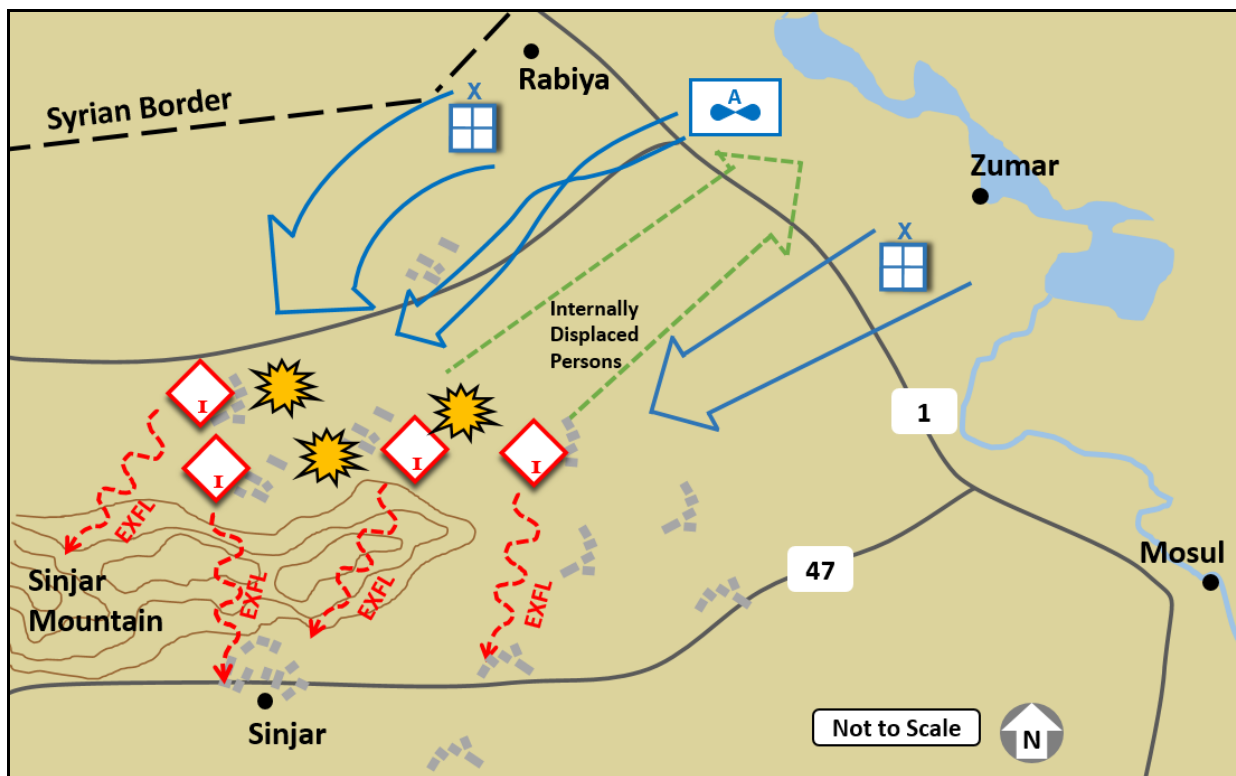 Rabiya
Syrian Border
X
A
Zumar
X
Internally
Displaced
Persons
I
I
I
I
1
EXFL
EXFL
EXFL
EXFL
47
Mosul
Sinjar
Mountain
Sinjar
Not to Scale
N